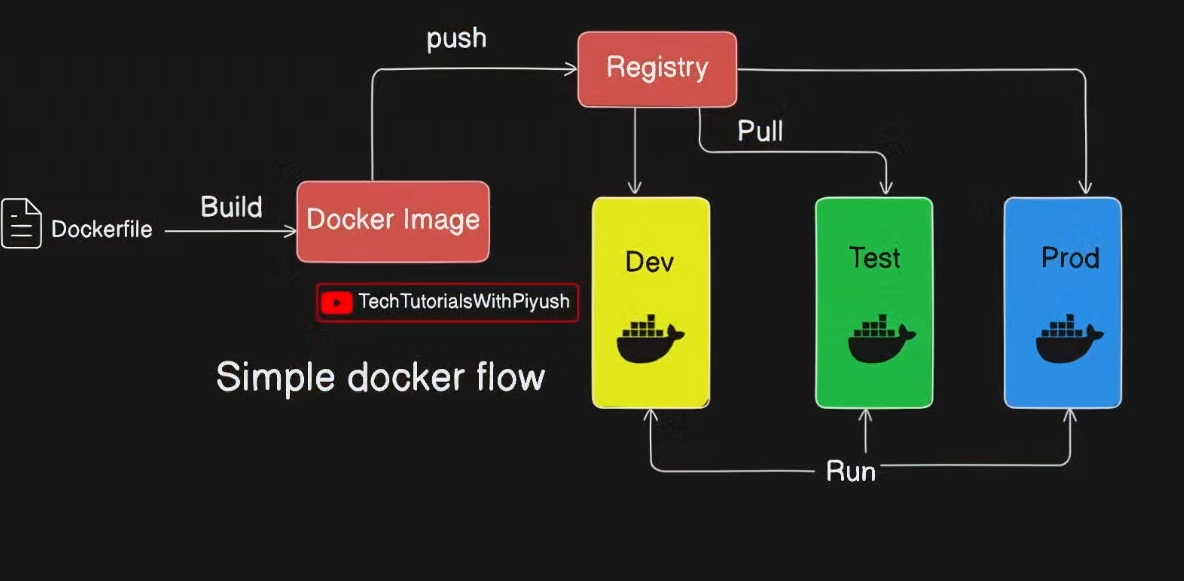 push
Registry
Pull
Build
Dockerfile
Docker Image
TechTutorialsWithPiyush
Simple docker flow
Dev
Test
Prod
Run